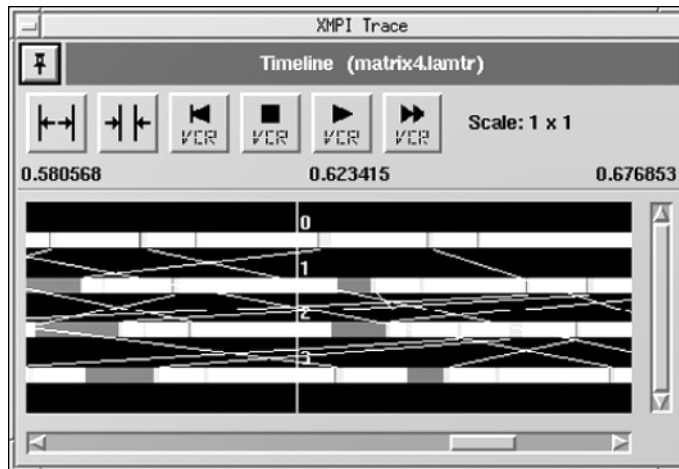 XMPI Trace
Timeline (matrix4.lamtr)
VCR VCR VCR VCR Scale: 1 x 1
0.580568 0.623415 0.676853
0
1
2
3